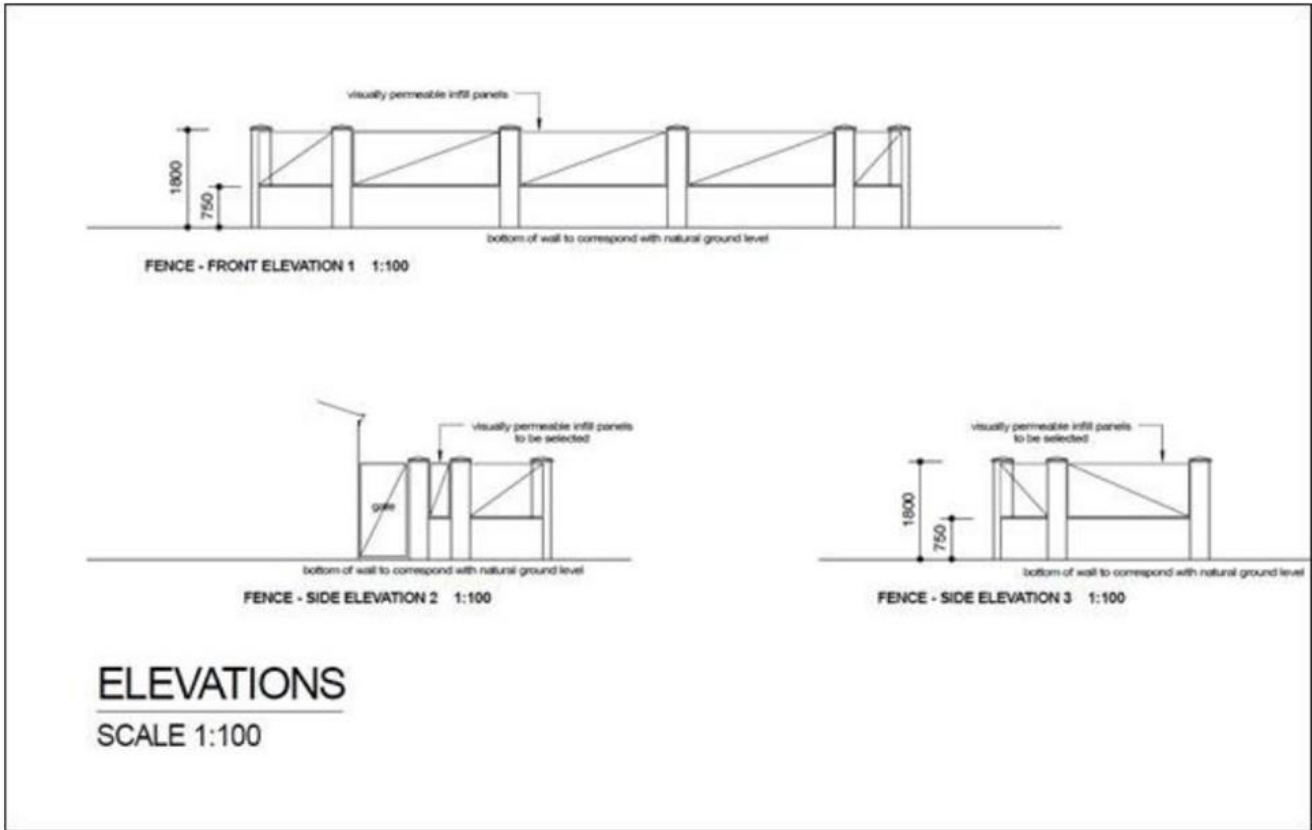 visually permeable infill panels
1800
750
bottom of wall to correspond with natural ground level
FENCE - FRONT ELEVATION 1 1:100
visually permeable infill panels
to be selected
gate
bottom of wall to correspond with natural ground level
FENCE - SIDE ELEVATION 2 1:100
visually permeable infill panels
to be selected
1800
750
bottom of wall to correspond with natural ground level
FENCE - SIDE ELEVATION 3 1:100
ELEVATIONS
SCALE 1:100